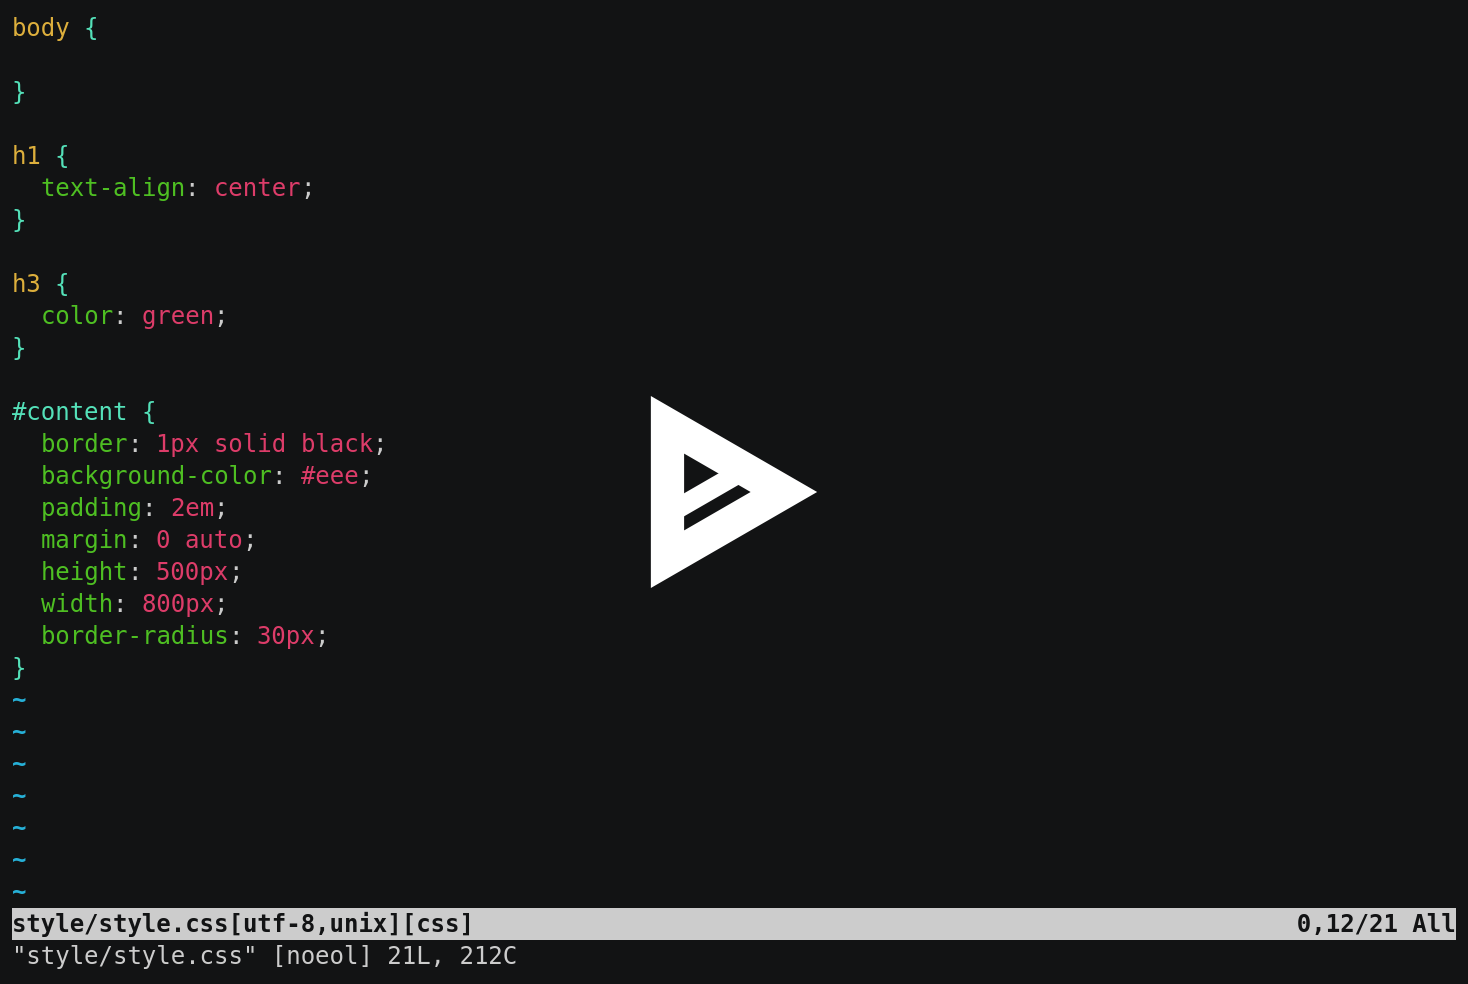 body {

}

h1 {
  text-align: center;
}

h3 {
  color: green;
}

#content {
  border: 1px solid black;
  background-color: #eee;
  padding: 2em;
  margin: 0 auto;
  height: 500px;
  width: 800px;
  border-radius: 30px;
}
~
~
~
~
~
~
~
style/style.css[utf-8,unix][css] 0,12/21 All
"style/style.css" [noeol] 21L, 212C